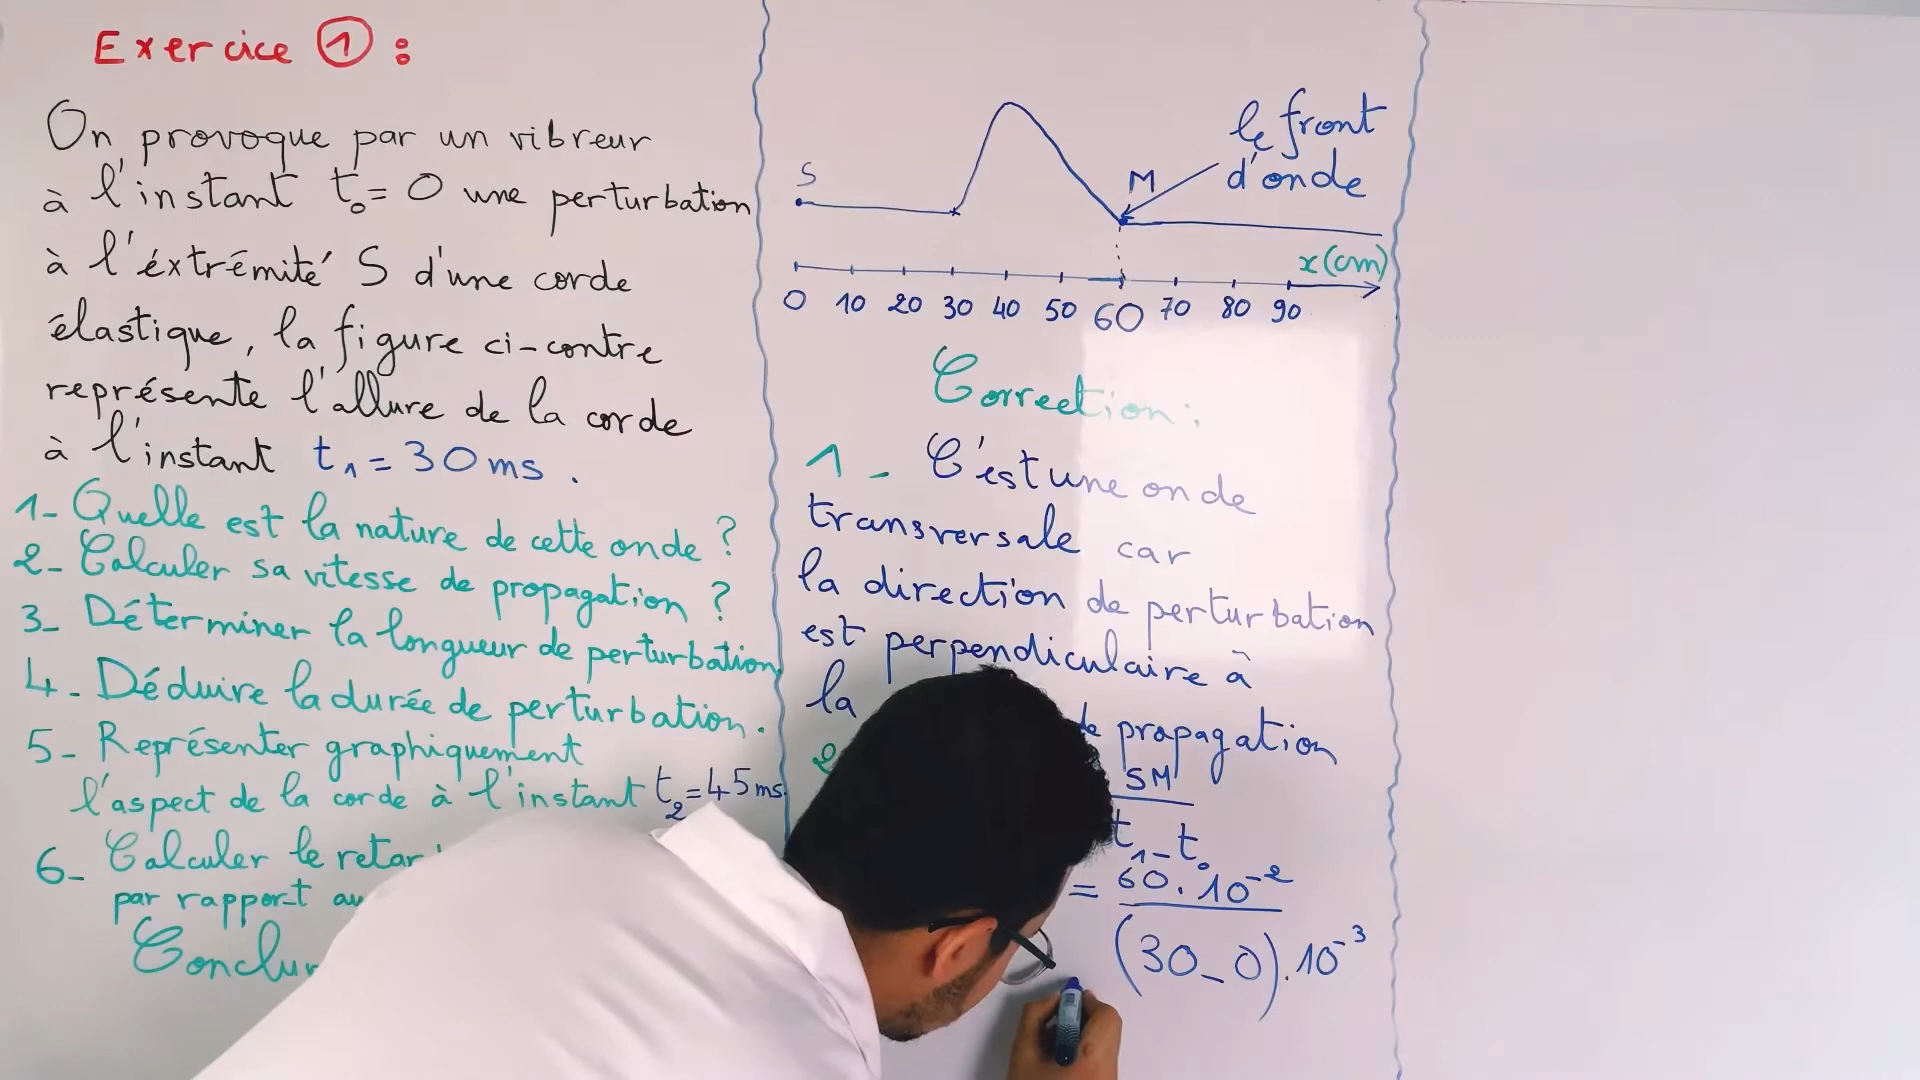 Exercice 1 :
On provoque par un vibreur
à l'instant t₀ = 0 une perturbation
à l'éxtrémité S d'une corde
élastique, la figure ci-contre
représente l'allure de la corde
à l'instant t₁ = 30 ms.
1- Quelle est la nature de cette onde ?
2- Calculer sa vitesse de propagation ?
3- Déterminer la longueur de perturbation
4- Déduire la durée de perturbation.
5- Représenter graphiquement
l'aspect de la corde à l'instant t₂ = 45 ms.
6- Calculer le
par rapport au
S
M
le front
d'onde
x(cm)
0 10 20 30 40 50 60 70 80 90
Correction :
1- C'est une onde
transversale car
la direction de perturbation
est perpendiculaire à
la propagation
2
SM
t₁ - t₀
= 60 . 10⁻²
(30 - 0) . 10⁻³